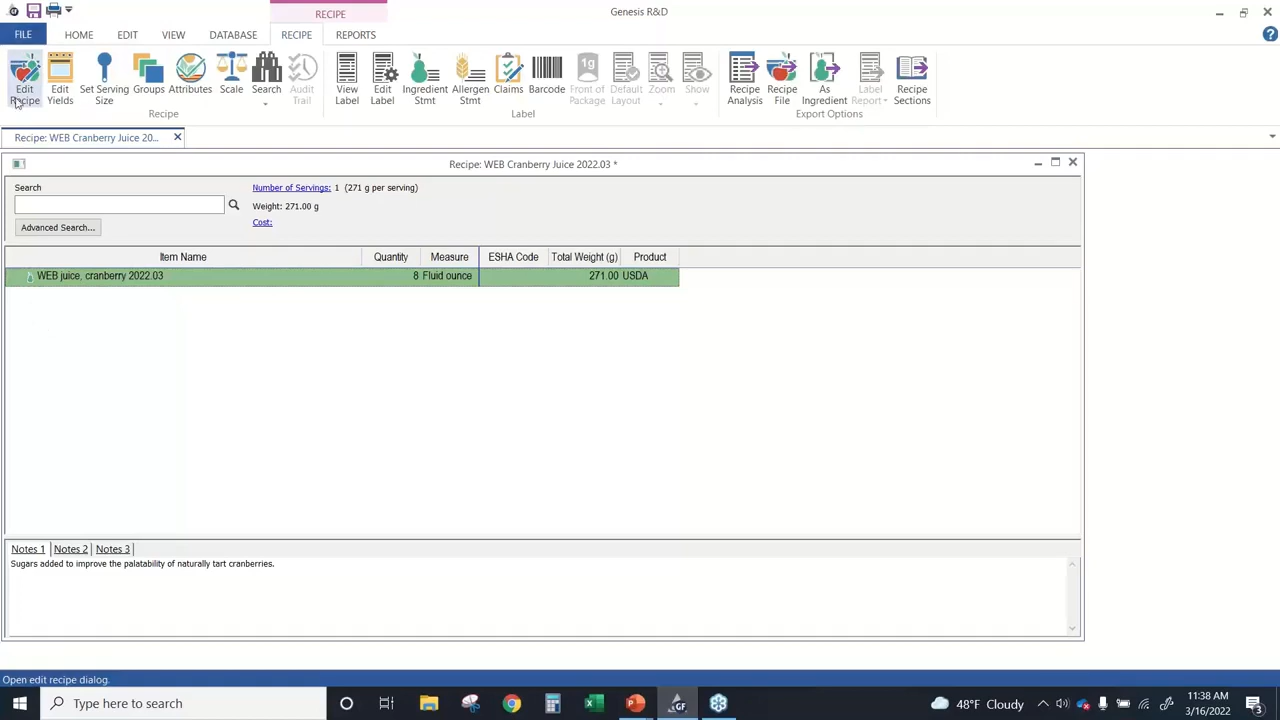 RECIPE
Genesis R&D
FILE HOME EDIT VIEW DATABASE RECIPE REPORTS
Edit Recipe
Edit Yields
Set Serving Size
Groups
Attributes
Scale
Search
Audit Trail
View Label
Edit Label
Ingredient Stmt
Allergen Stmt
Claims
Barcode
1g
Front of Package
Default Layout
Zoom
Show
Recipe Analysis
Recipe File
As Ingredient
Label Report
Recipe Sections
Recipe
Label
Export Options
Recipe: WEB Cranberry Juice 20...
Recipe: WEB Cranberry Juice 2022.03 *
Search
Number of Servings: 1 (271 g per serving)
Weight: 271.00 g
Cost:
Advanced Search...
Item Name Quantity Measure ESHA Code Total Weight (g) Product
WEB juice, cranberry 2022.03 8 Fluid ounce 271.00 USDA
Notes 1 Notes 2 Notes 3
Sugars added to improve the palatability of naturally tart cranberries.
Open edit recipe dialog.
Type here to search
GF
48°F Cloudy
11:38 AM
3/16/2022
3